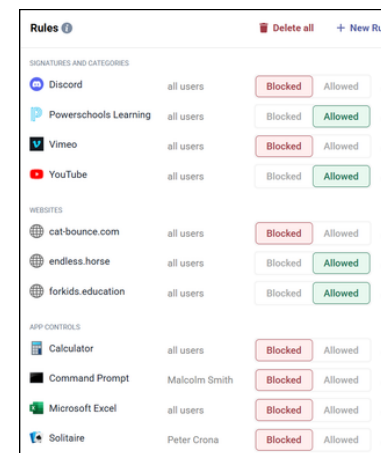 Rules
Delete all + New Ru
SIGNATURES AND CATEGORIES
Discord all users Blocked Allowed
Powerschools Learning all users Blocked Allowed
Vimeo all users Blocked Allowed
YouTube all users Blocked Allowed
WEBSITES
cat-bounce.com all users Blocked Allowed
endless.horse all users Blocked Allowed
forkids.education all users Blocked Allowed
APP CONTROLS
Calculator all users Blocked Allowed
Command Prompt Malcolm Smith Blocked Allowed
Microsoft Excel all users Blocked Allowed
Solitaire Peter Crona Blocked Allowed